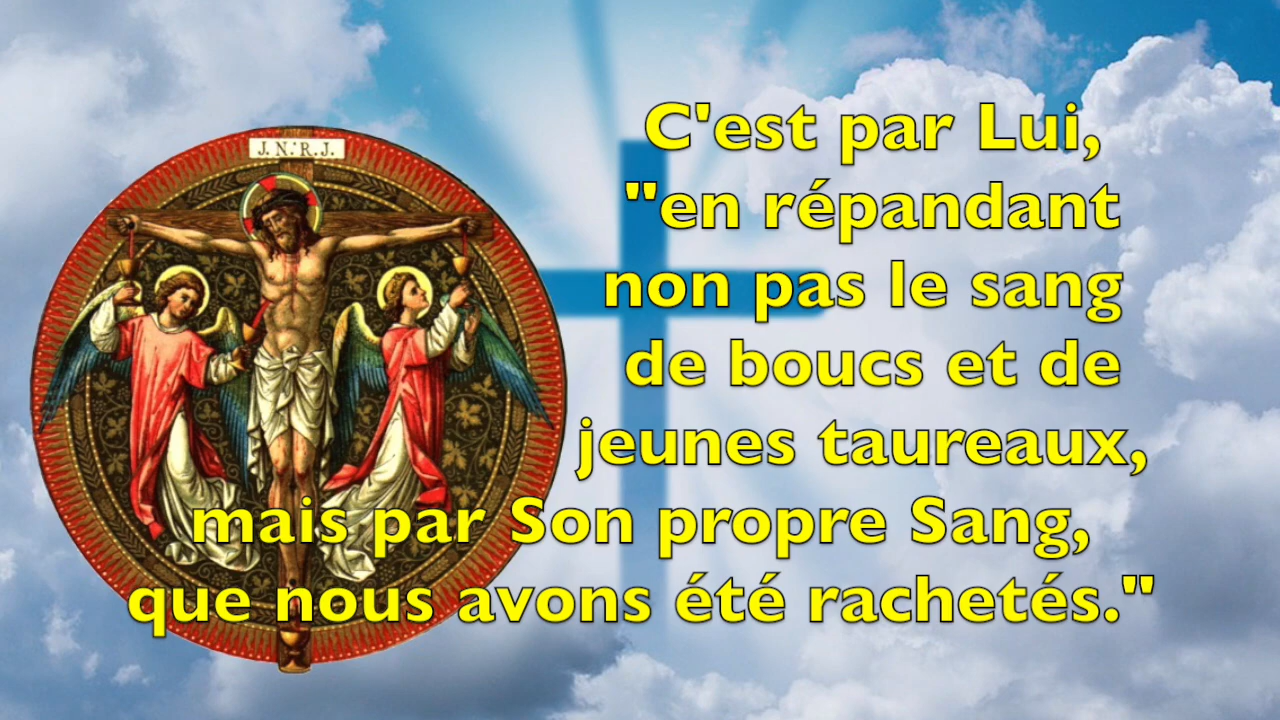 J. N. R. J.
C'est par Lui,
"en répandant
non pas le sang
de boucs et de
jeunes taureaux,
mais par Son propre Sang,
que nous avons été rachetés."